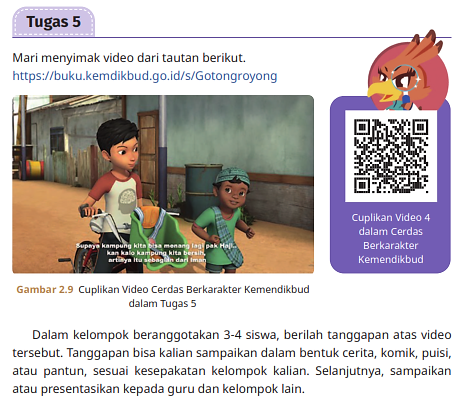 Tugas 5
Mari menyimak video dari tautan berikut.
https://buku.kemdikbud.go.id/s/Gotongroyong
Supaya kampung kita bisa menang lagi pak Haji..
kan kalo kampung kita bersih,
artinya itu sebagian dari iman
Cuplikan Video 4
dalam Cerdas
Berkarakter
Kemendikbud
Gambar 2.9 Cuplikan Video Cerdas Berkarakter Kemendikbud
dalam Tugas 5
Dalam kelompok beranggotakan 3-4 siswa, berilah tanggapan atas video
tersebut. Tanggapan bisa kalian sampaikan dalam bentuk cerita, komik, puisi,
atau pantun, sesuai kesepakatan kelompok kalian. Selanjutnya, sampaikan
atau presentasikan kepada guru dan kelompok lain.